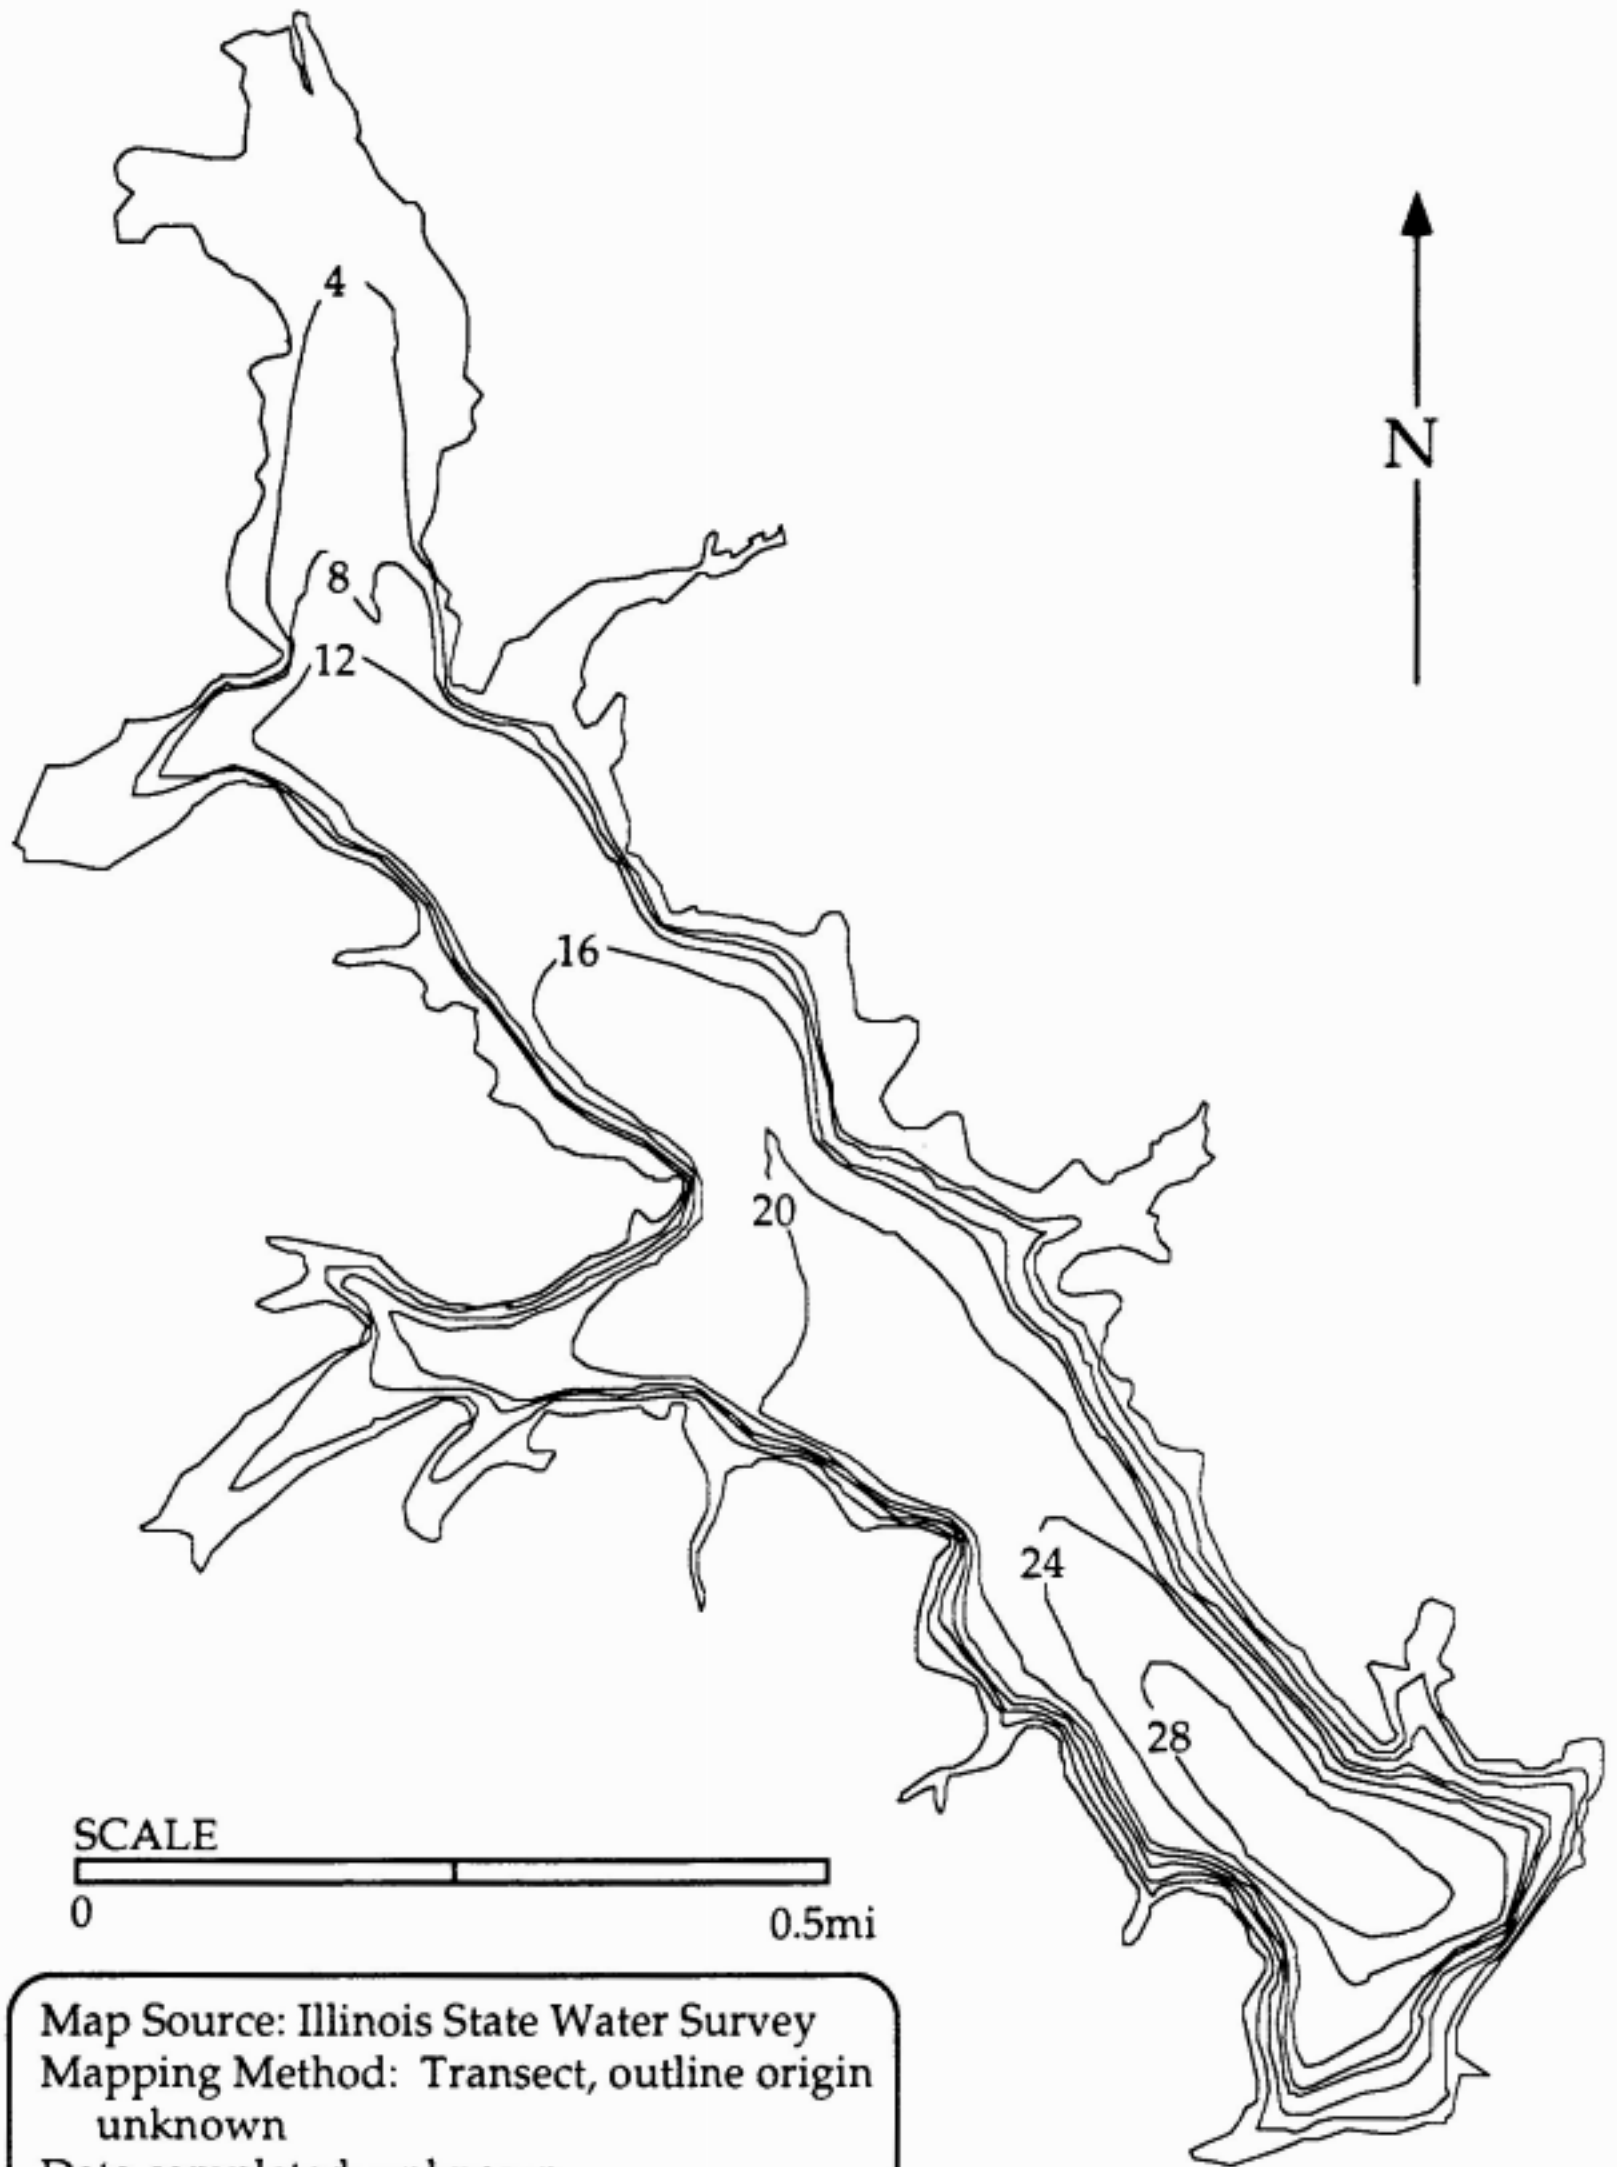 4
N
8
12
16
20
24
28
SCALE
0
0.5mi
Map Source: Illinois State Water Survey
Mapping Method: Transect, outline origin
unknown